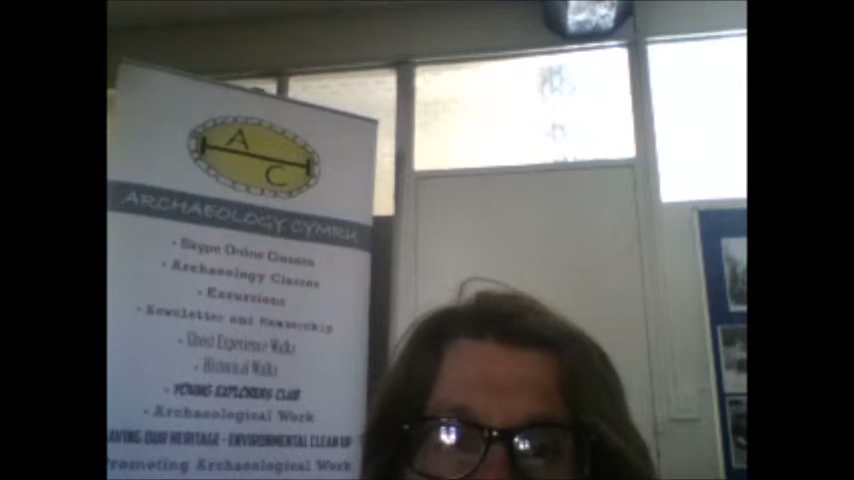 A
C
ARCHAEOLOGY CYMRU
• Skype Online Classes
• Archaeology Classes
• Excursions
• Newsletter and Membership
• Ghost Experience Walks
• Historical Walks
• YOUNG EXPLORERS CLUB
• Archaeological Work
SAVING OUR HERITAGE - ENVIRONMENTAL CLEAN UP
Promoting Archaeological Work